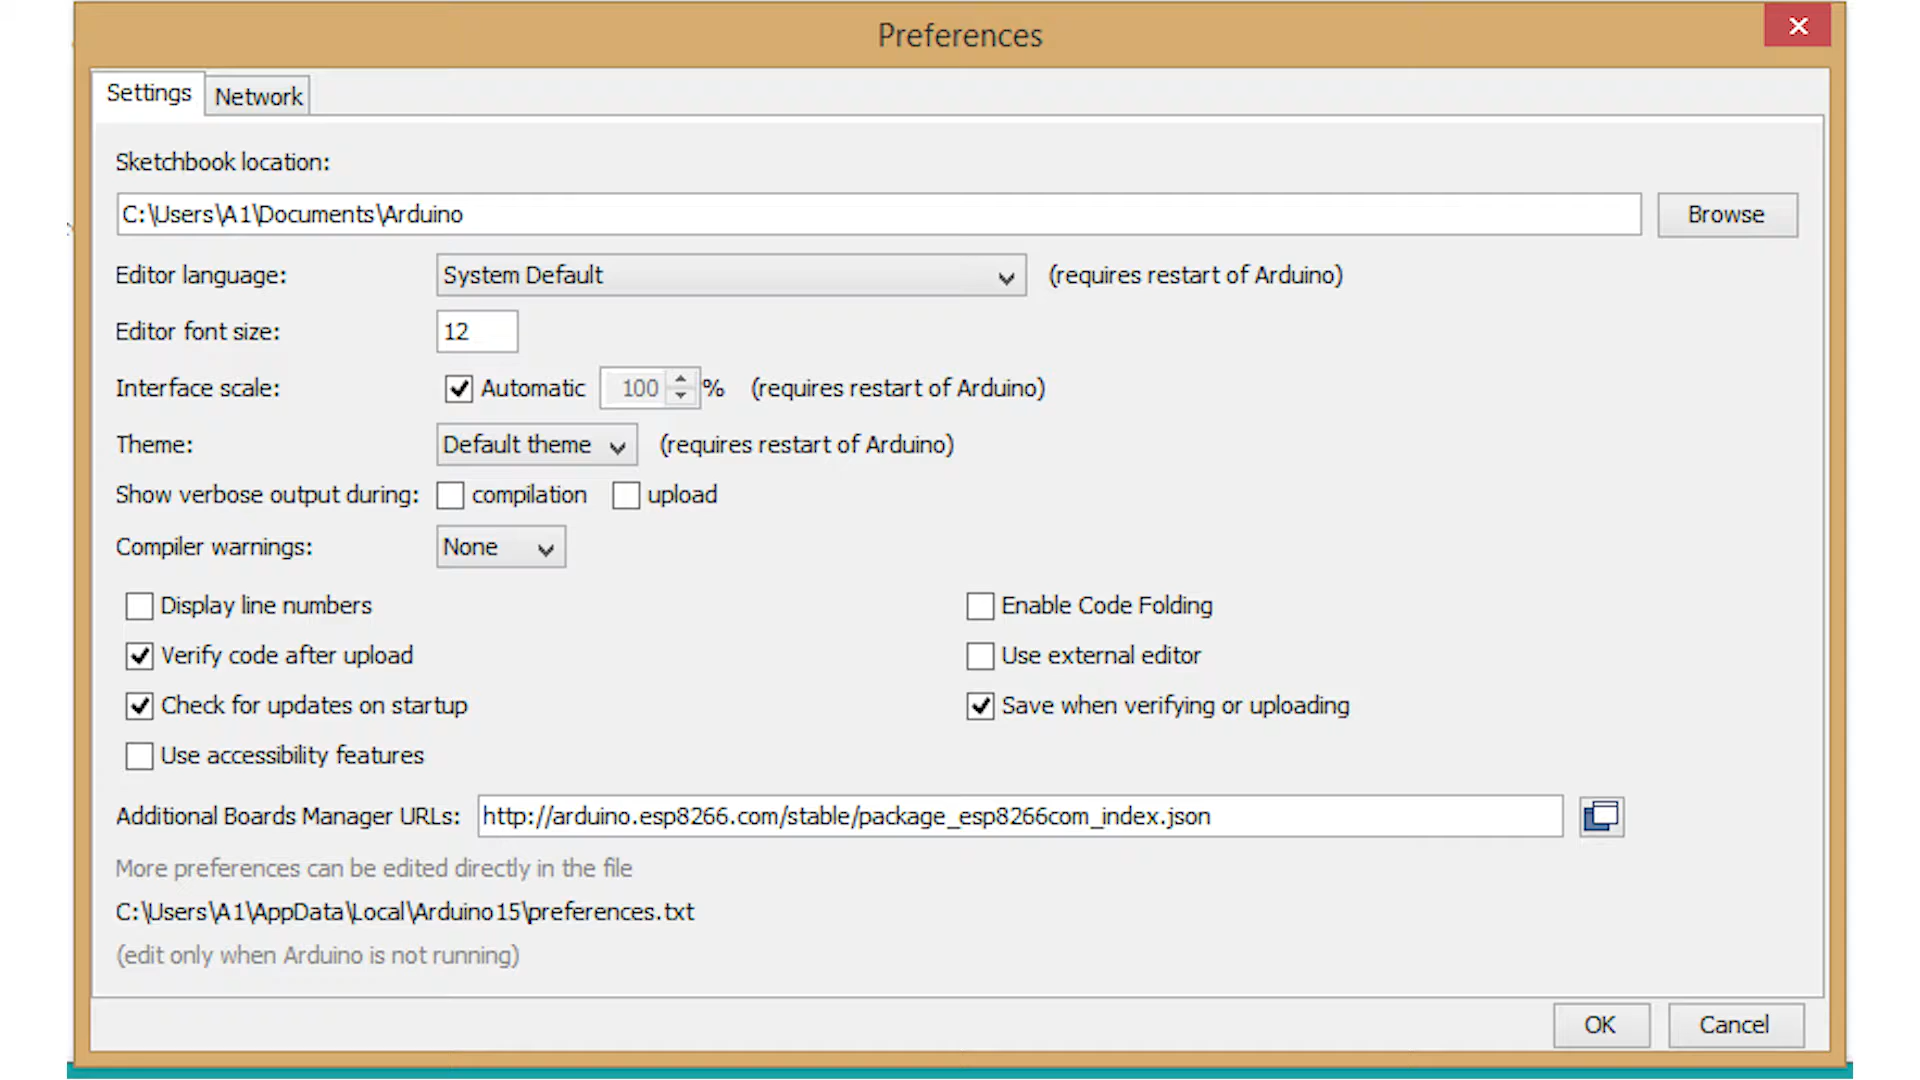 Preferences
Settings Network
Sketchbook location:
C:\Users\A1\Documents\Arduino Browse
Editor language: System Default (requires restart of Arduino)
Editor font size: 12
Interface scale: Automatic 100 % (requires restart of Arduino)
Theme: Default theme (requires restart of Arduino)
Show verbose output during: compilation upload
Compiler warnings: None
Display line numbers Enable Code Folding
Verify code after upload Use external editor
Check for updates on startup Save when verifying or uploading
Use accessibility features
Additional Boards Manager URLs: http://arduino.esp8266.com/stable/package_esp8266com_index.json
More preferences can be edited directly in the file
C:\Users\A1\AppData\Local\Arduino15\preferences.txt
(edit only when Arduino is not running)
OK Cancel